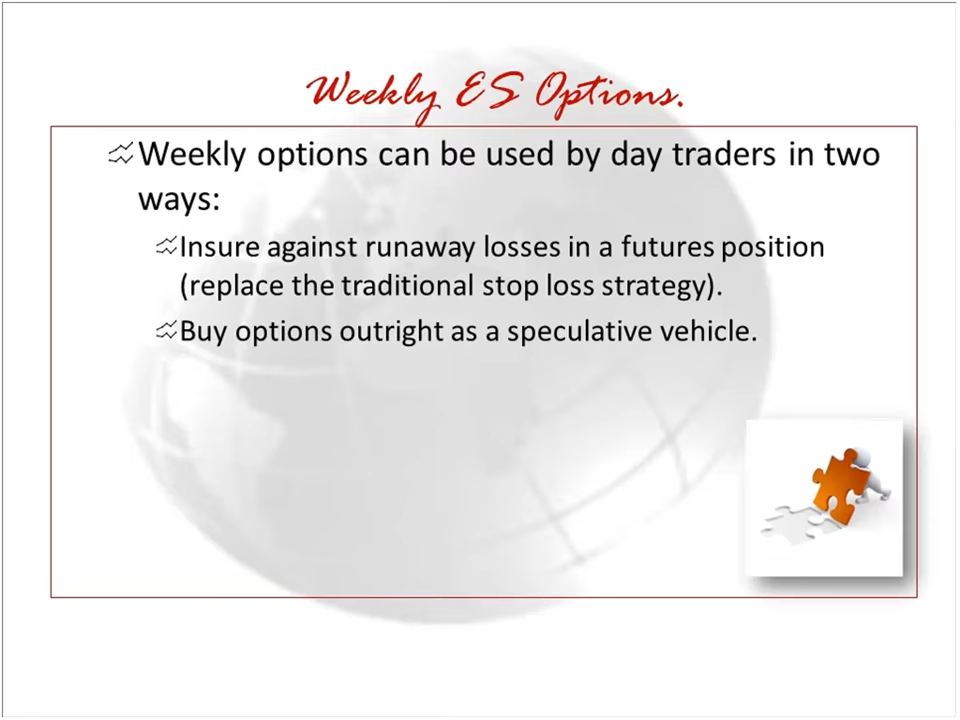 Weekly ES Options.
Weekly options can be used by day traders in two
ways:
Insure against runaway losses in a futures position
(replace the traditional stop loss strategy).
Buy options outright as a speculative vehicle.